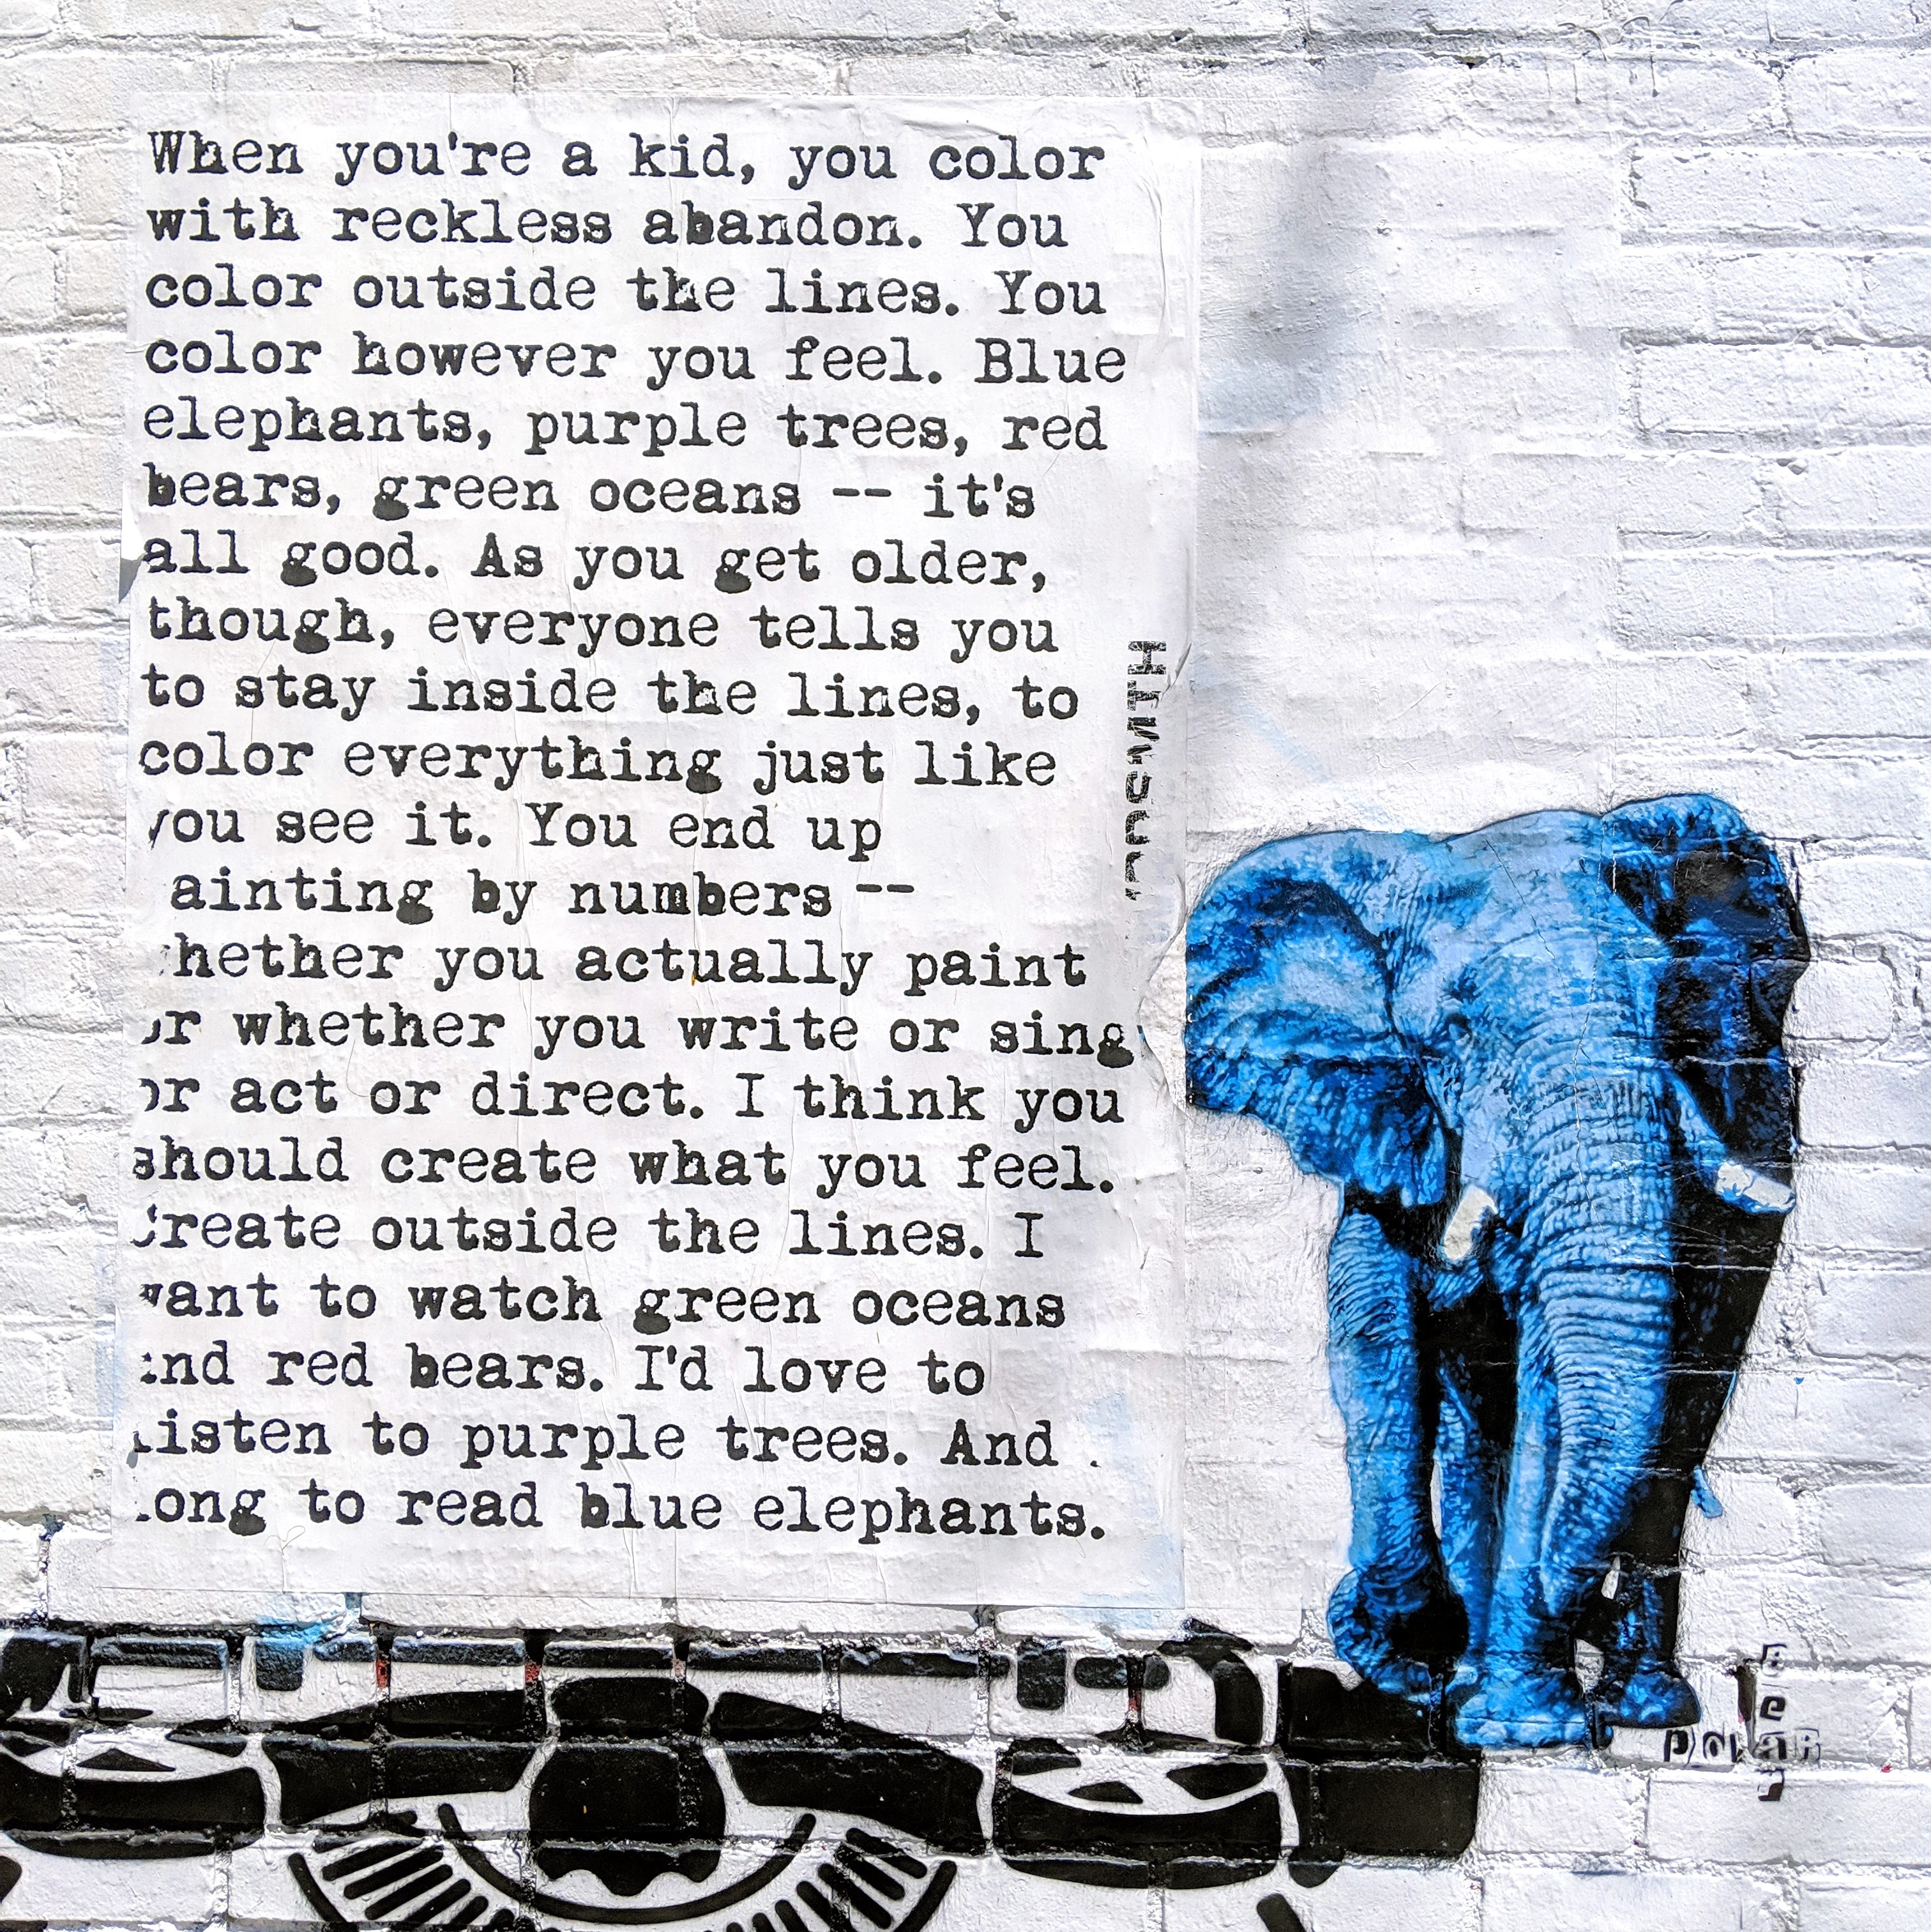 When you're a kid, you color
with reckless abandon. You
color outside the lines. You
color however you feel. Blue
elephants, purple trees, red
bears, green oceans -- it's
all good. As you get older,
though, everyone tells you
to stay inside the lines, to
color everything just like
you see it. You end up
ainting by numbers --
hether you actually paint
or whether you write or sing
or act or direct. I think you
should create what you feel.
Create outside the lines. I
want to watch green oceans
and red bears. I'd love to
listen to purple trees. And
long to read blue elephants.
polaR